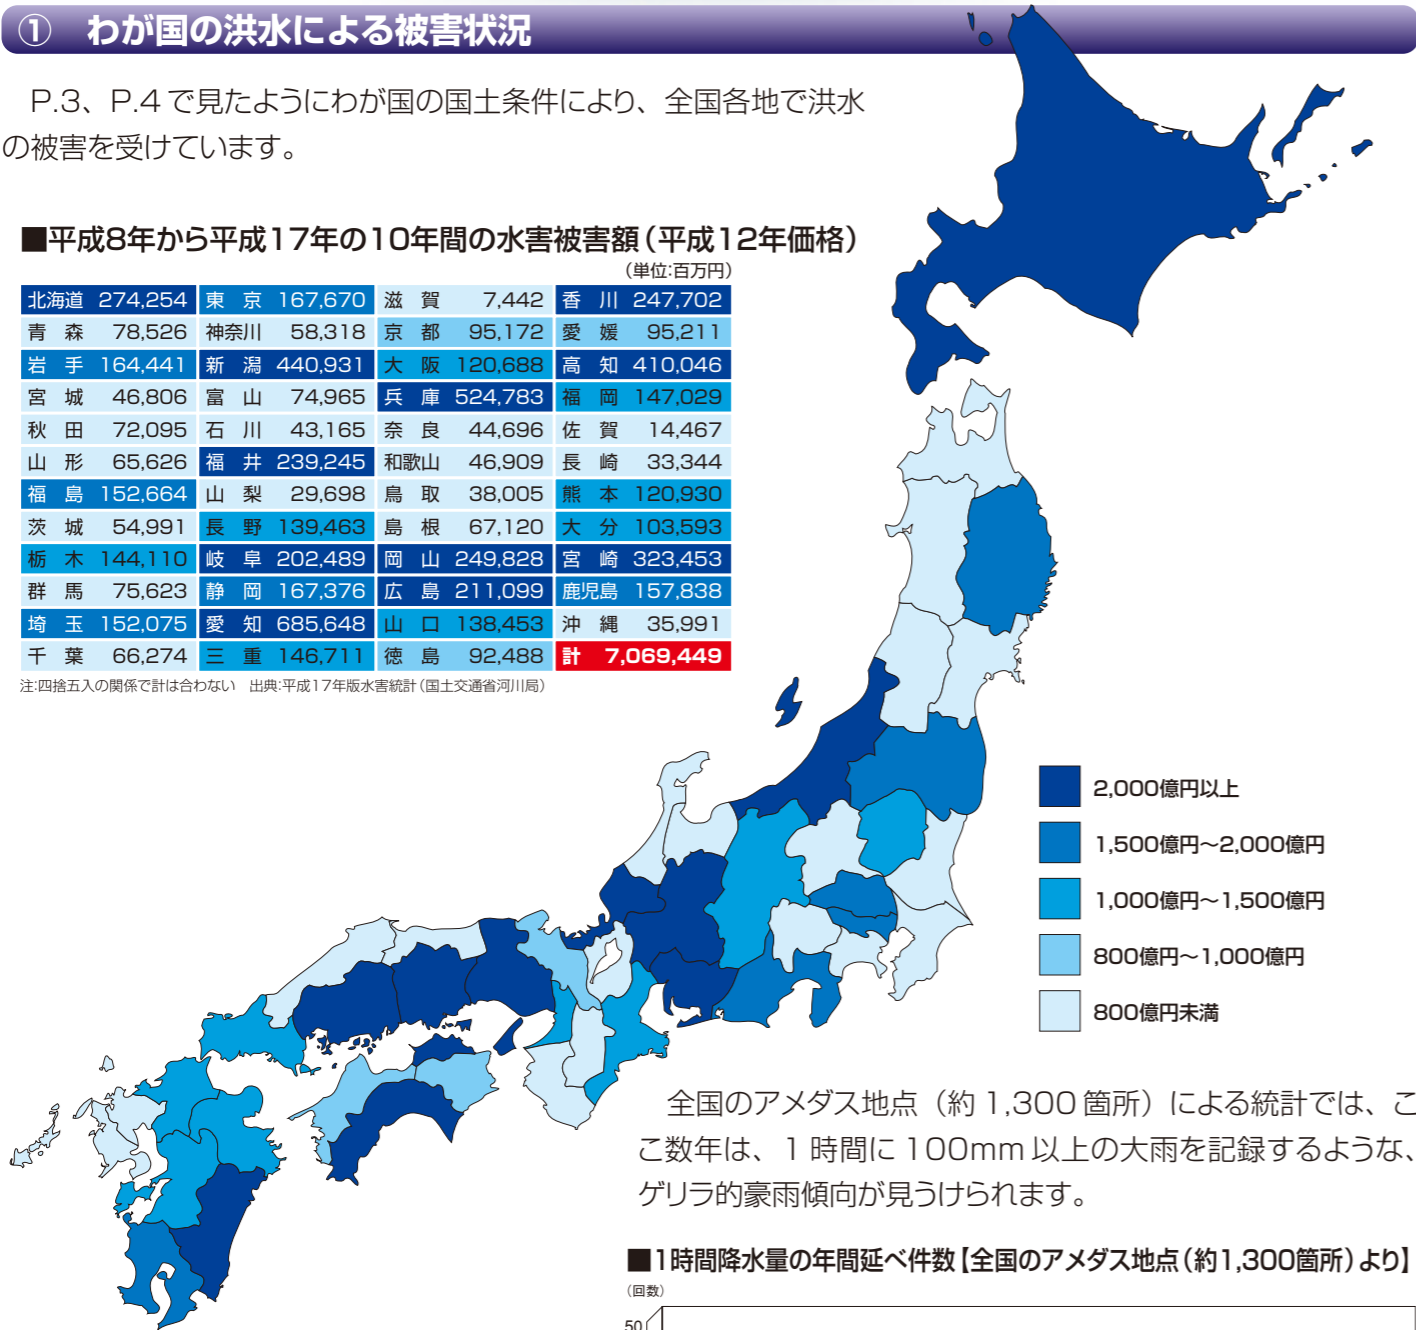 ① わが国の洪水による被害状況
P.3、P.4で見たようにわが国の国土条件により、全国各地で洪水
の被害を受けています。
■平成8年から平成17年の10年間の水害被害額（平成12年価格）
（単位:百万円）
北海道 274,254 東京 167,670 滋賀 7,442 香川 247,702
青森 78,526 神奈川 58,318 京都 95,172 愛媛 95,211
岩手 164,441 新潟 440,931 大阪 120,688 高知 410,046
宮城 46,806 富山 74,965 兵庫 524,783 福岡 147,029
秋田 72,095 石川 43,165 奈良 44,696 佐賀 14,467
山形 65,626 福井 239,245 和歌山 46,909 長崎 33,344
福島 152,664 山梨 29,698 鳥取 38,005 熊本 120,930
茨城 54,991 長野 139,463 島根 67,120 大分 103,593
栃木 144,110 岐阜 202,489 岡山 249,828 宮崎 323,453
群馬 75,623 静岡 167,376 広島 211,099 鹿児島 157,838
埼玉 152,075 愛知 685,648 山口 138,453 沖縄 35,991
千葉 66,274 三重 146,711 徳島 92,488 計 7,069,449
注:四捨五入の関係で計は合わない 出典:平成17年版水害統計（国土交通省河川局）
2,000億円以上
1,500億円～2,000億円
1,000億円～1,500億円
800億円～1,000億円
800億円未満
全国のアメダス地点（約1,300箇所）による統計では、こ
こ数年は、1時間に100mm以上の大雨を記録するような、
ゲリラ的豪雨傾向が見うけられます。
■1時間降水量の年間延べ件数【全国のアメダス地点（約1,300箇所）より】
（回数）
50